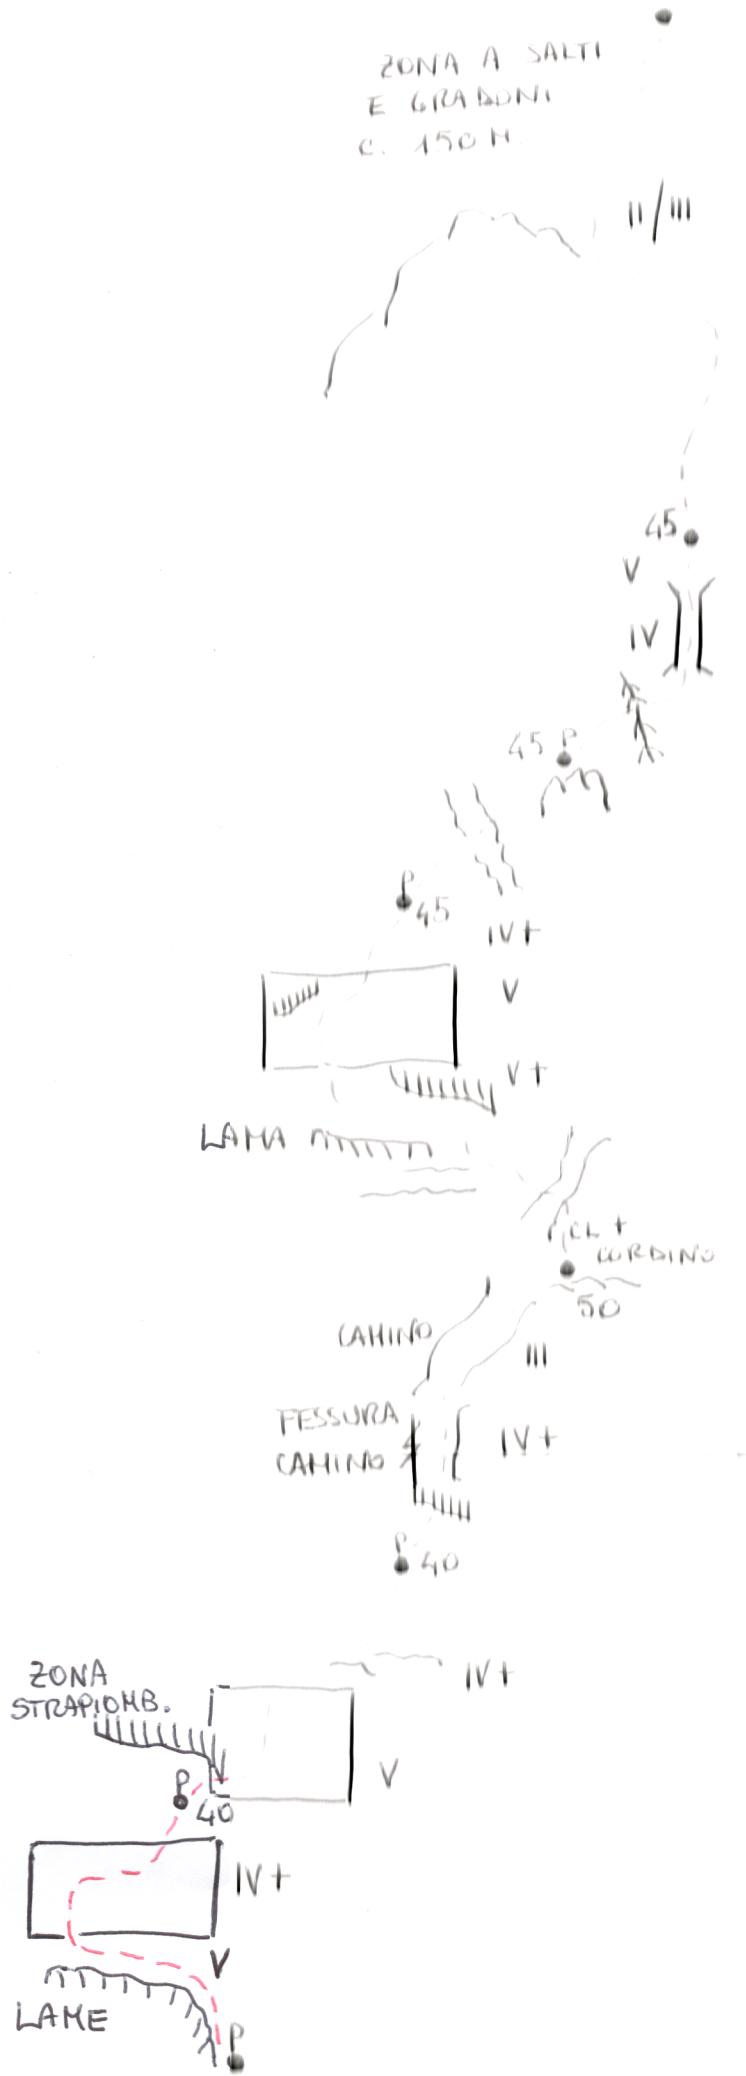 ZONA A SALTI
E GRADONI
C. 150 M
II/III
45
V
IV
45 P
P
45
IV+
V
V+
LAMA
CL +
CORDINO
50
CAMINO
III
FESSURA
CAMINO
IV+
P
40
ZONA
STRAPIOMB.
IV+
V
P
40
IV+
V
LAME
P